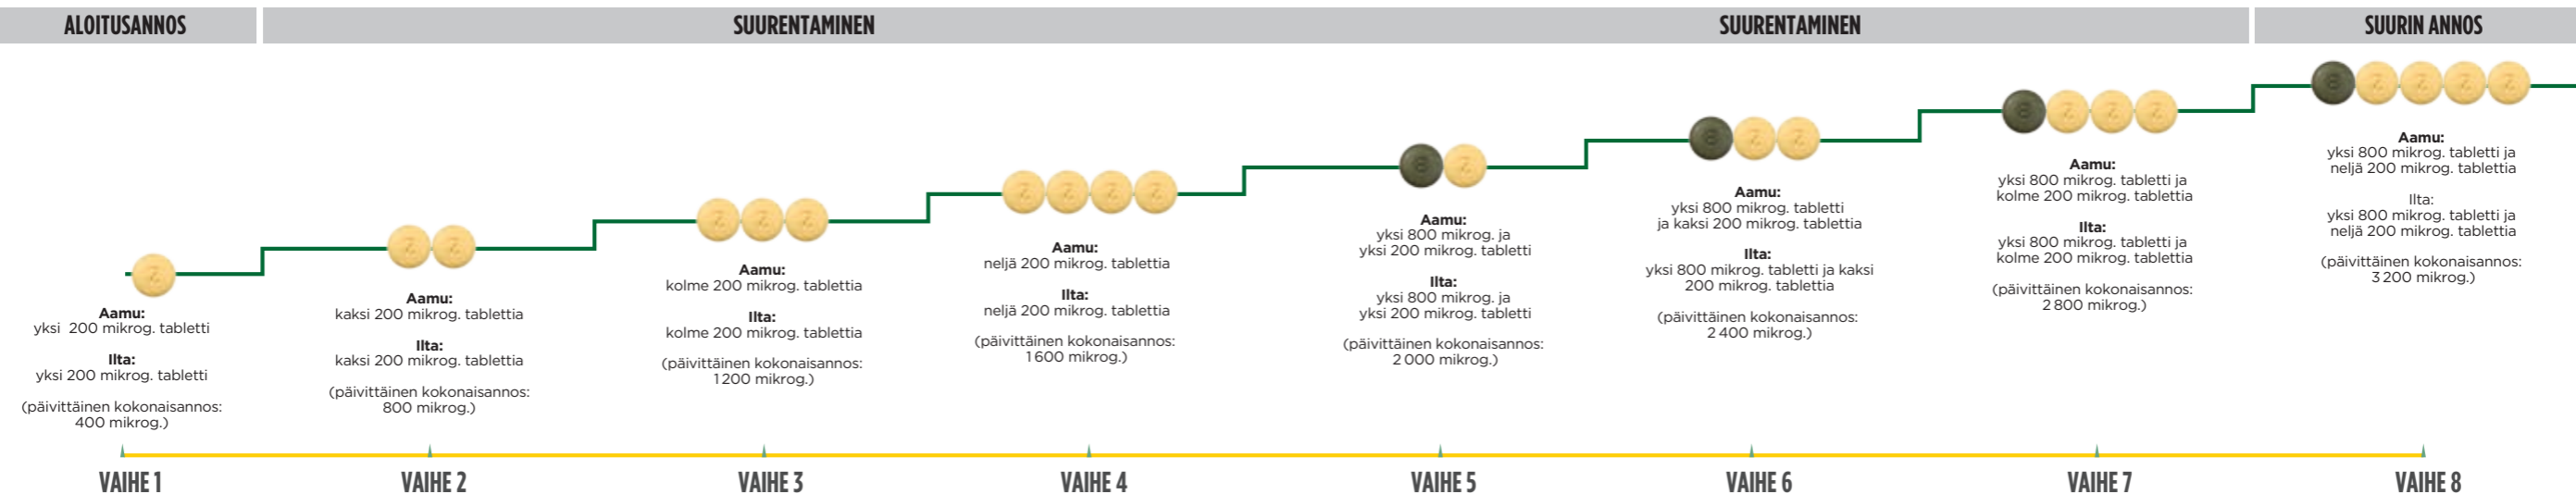 ALOITUSANNOS
SUURENTAMINEN
SUURENTAMINEN
SUURIN ANNOS
Aamu:
yksi 200 mikrog. tabletti
Ilta:
yksi 200 mikrog. tabletti
(päivittäinen kokonaisannos:
400 mikrog.)
Aamu:
kaksi 200 mikrog. tablettia
Ilta:
kaksi 200 mikrog. tablettia
(päivittäinen kokonaisannos:
800 mikrog.)
Aamu:
kolme 200 mikrog. tablettia
Ilta:
kolme 200 mikrog. tablettia
(päivittäinen kokonaisannos:
1 200 mikrog.)
Aamu:
neljä 200 mikrog. tablettia
Ilta:
neljä 200 mikrog. tablettia
(päivittäinen kokonaisannos:
1 600 mikrog.)
Aamu:
yksi 800 mikrog. ja
yksi 200 mikrog. tabletti
Ilta:
yksi 800 mikrog. ja
yksi 200 mikrog. tabletti
(päivittäinen kokonaisannos:
2 000 mikrog.)
Aamu:
yksi 800 mikrog. tabletti
ja kaksi 200 mikrog. tablettia
Ilta:
yksi 800 mikrog. tabletti ja kaksi
200 mikrog. tablettia
(päivittäinen kokonaisannos:
2 400 mikrog.)
Aamu:
yksi 800 mikrog. tabletti ja
kolme 200 mikrog. tablettia
Ilta:
yksi 800 mikrog. tabletti ja
kolme 200 mikrog. tablettia
(päivittäinen kokonaisannos:
2 800 mikrog.)
Aamu:
yksi 800 mikrog. tabletti ja
neljä 200 mikrog. tablettia
Ilta:
yksi 800 mikrog. tabletti ja
neljä 200 mikrog. tablettia
(päivittäinen kokonaisannos:
3 200 mikrog.)
VAIHE 1
VAIHE 2
VAIHE 3
VAIHE 4
VAIHE 5
VAIHE 6
VAIHE 7
VAIHE 8